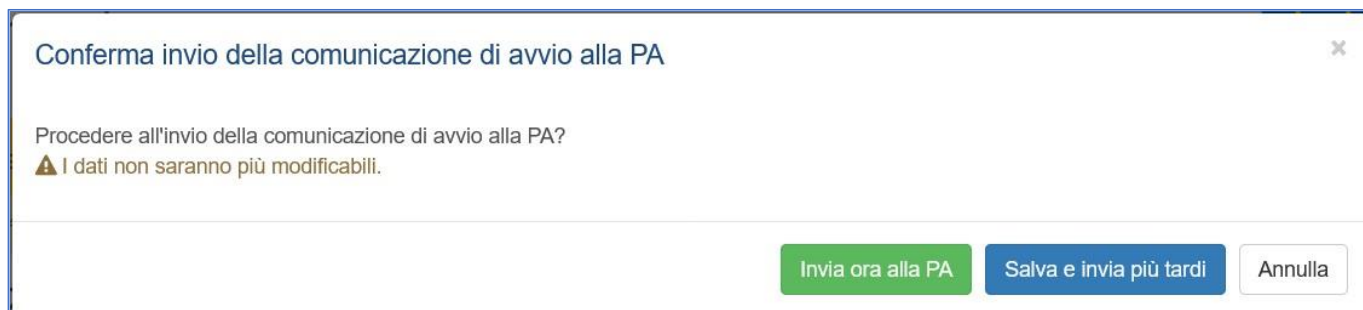 Conferma invio della comunicazione di avvio alla PA
Procedere all'invio della comunicazione di avvio alla PA?
I dati non saranno più modificabili.
Invia ora alla PA
Salva e invia più tardi
Annulla